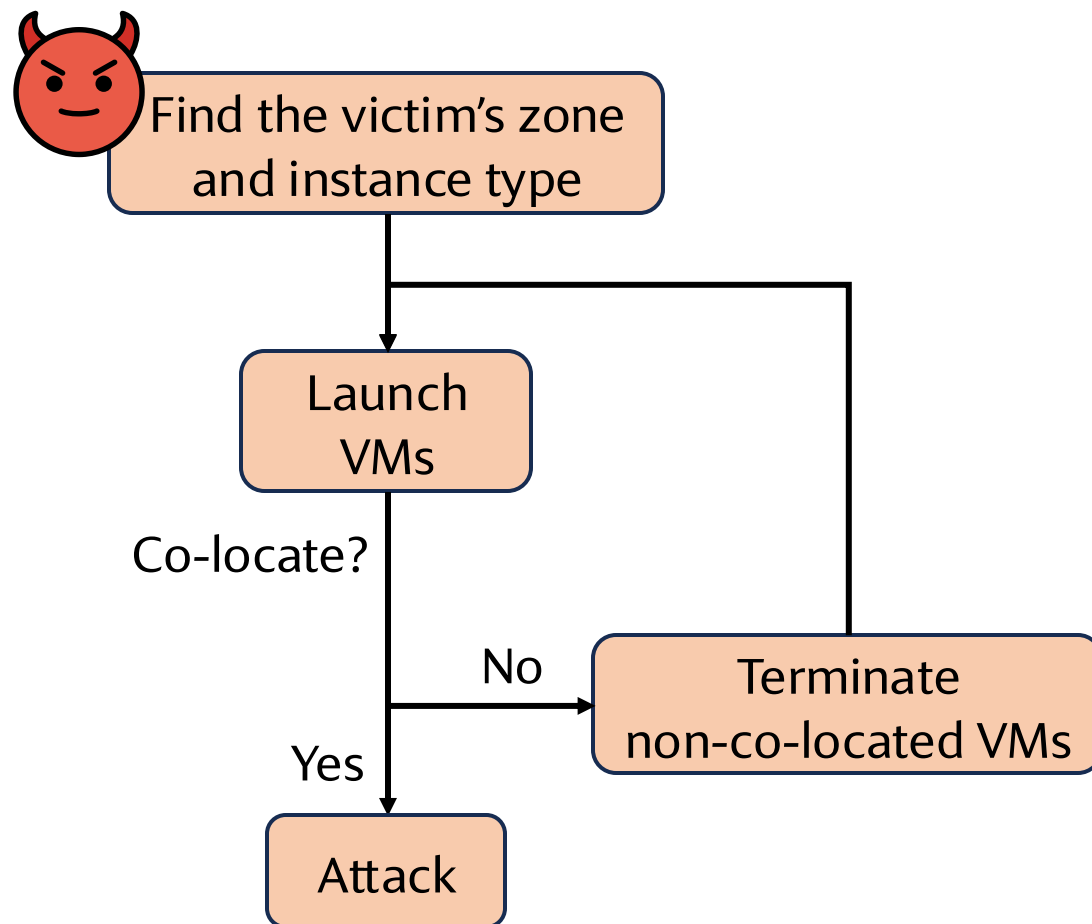 Find the victim’s zone
and instance type
Launch
VMs
Co-locate?
No
Terminate
non-co-located VMs
Yes
Attack